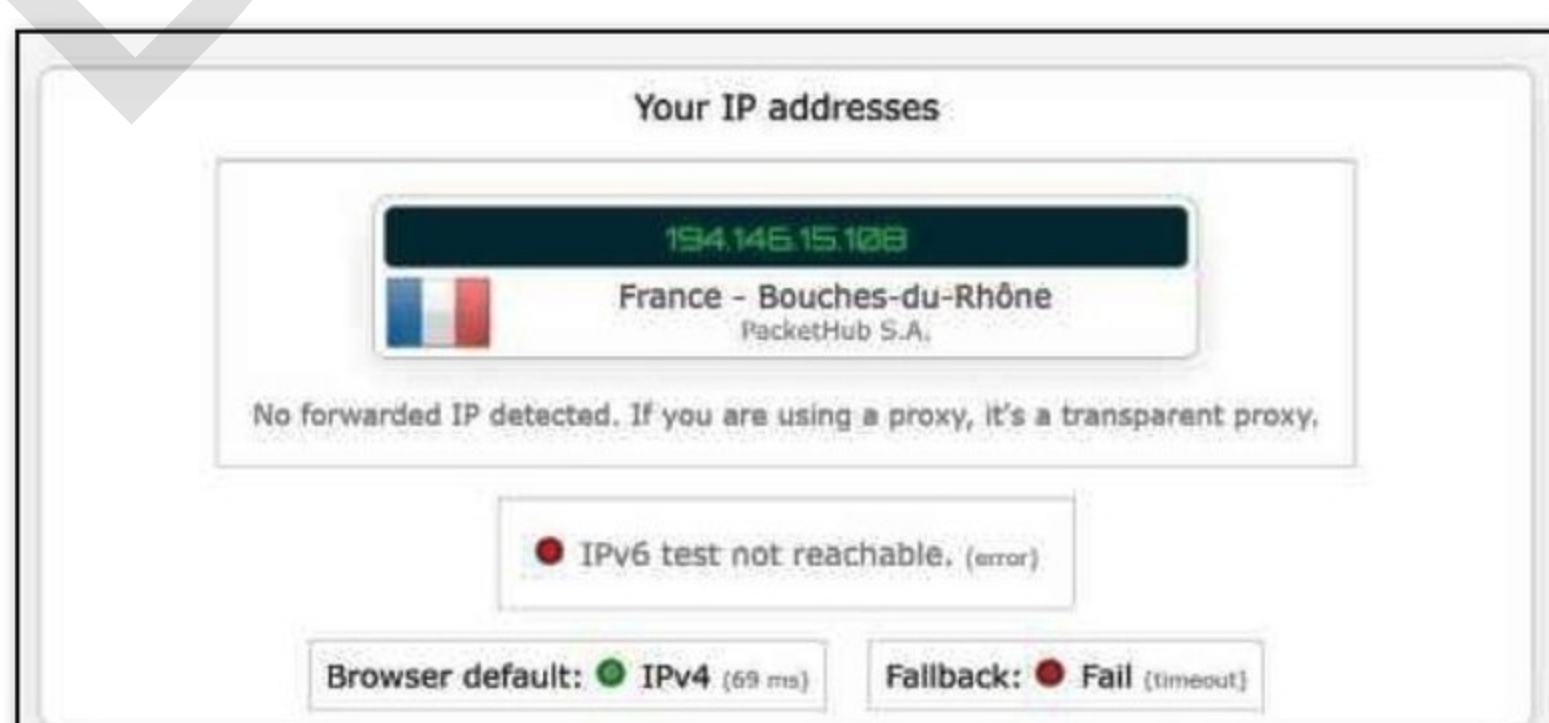 Your IP addresses
194.146.15.108
France - Bouches-du-Rhône
PacketHub S.A.
No forwarded IP detected. If you are using a proxy, it's a transparent proxy.
IPv6 test not reachable. (error)
Browser default: IPv4 (69 ms)
Fallback: Fail (timeout)